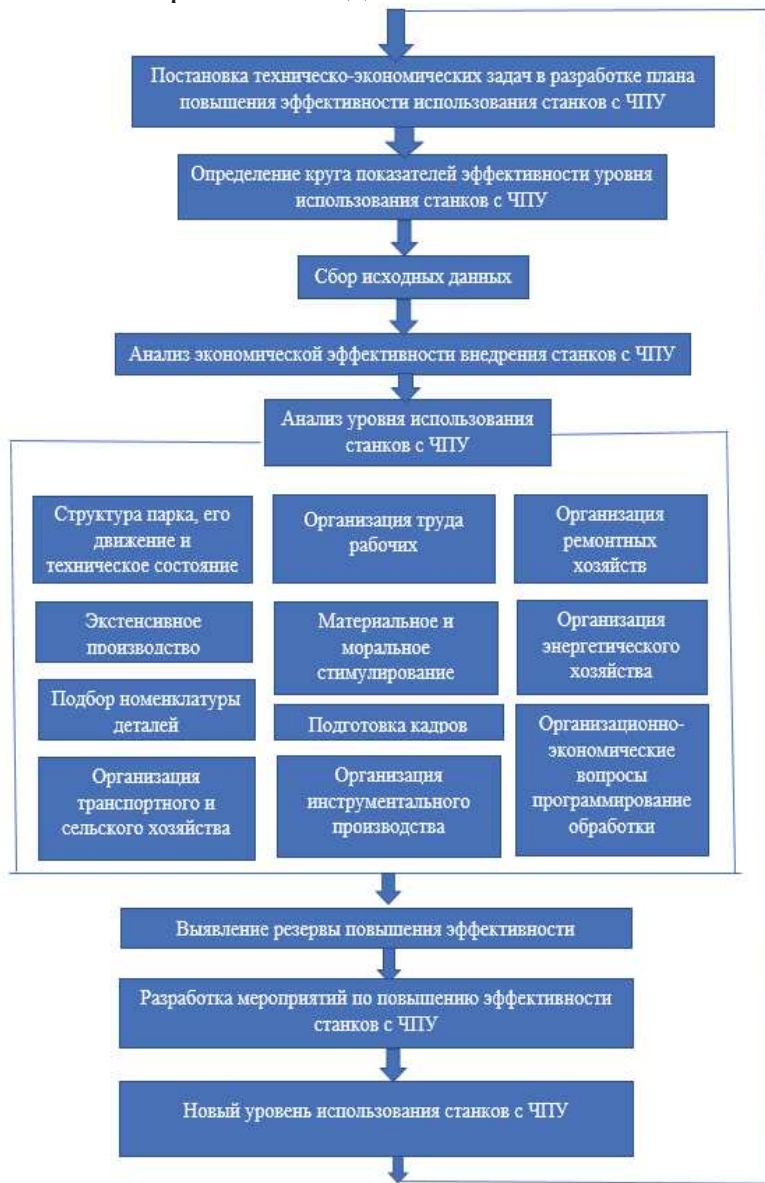 Постановка техническо-экономических задач в разработке плана
повышения эффективности использования станков с ЧПУ
Определение круга показателей эффективности уровня
использования станков с ЧПУ
Сбор исходных данных
Анализ экономической эффективности внедрения станков с ЧПУ
Анализ уровня использования
станков с ЧПУ
Структура парка, его
движение и
техническое состояние
Организация труда
рабочих
Организация
ремонтных
хозяйств
Экстенсивное
производство
Материальное и
моральное
стимулирование
Организация
энергетического
хозяйства
Подбор номенклатуры
деталей
Подготовка кадров
Организационно-
экономические
вопросы
программирование
обработки
Организация
транспортного и
сельского хозяйства
Организация
инструментального
производства
Выявление резервы повышения эффективности
Разработка мероприятий по повышению эффективности
станков с ЧПУ
Новый уровень использования станков с ЧПУ